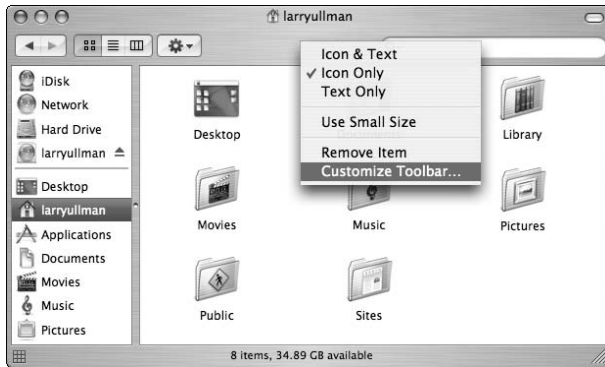 larryullman
Icon & Text
Icon Only
Text Only
Use Small Size
Remove Item
Customize Toolbar...
iDisk
Network
Hard Drive
larryullman
Desktop
larryullman
Applications
Documents
Movies
Music
Pictures
Desktop
Library
Movies
Music
Pictures
Public
Sites
8 items, 34.89 GB available